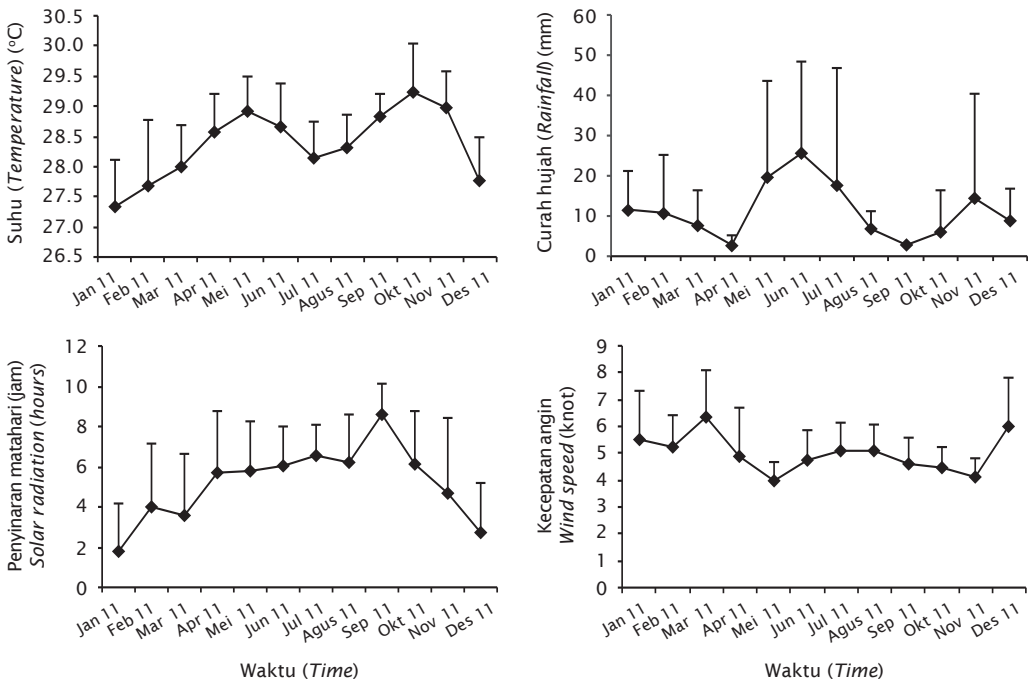 Suhu (Temperature) (°C)
30.5
30.0
29.5
29.0
28.5
28.0
27.5
27.0
26.5
Jan 11
Feb 11
Mar 11
Apr 11
Mei 11
Jun 11
Jul 11
Agus 11
Sep 11
Okt 11
Nov 11
Des 11
Curah hujah (Rainfall) (mm)
60
50
40
30
20
10
0
Jan 11
Feb 11
Mar 11
Apr 11
Mei 11
Jun 11
Jul 11
Agus 11
Sep 11
Okt 11
Nov 11
Des 11
Penyinaran matahari (jam)
Solar radiation (hours)
12
10
8
6
4
2
0
Jan 11
Feb 11
Mar 11
Apr 11
Mei 11
Jun 11
Jul 11
Agus 11
Sep 11
Okt 11
Nov 11
Des 11
Waktu (Time)
Kecepatan angin
Wind speed (knot)
9
8
7
6
5
4
3
2
1
0
Jan 11
Feb 11
Mar 11
Apr 11
Mei 11
Jun 11
Jul 11
Agus 11
Sep 11
Okt 11
Nov 11
Des 11
Waktu (Time)